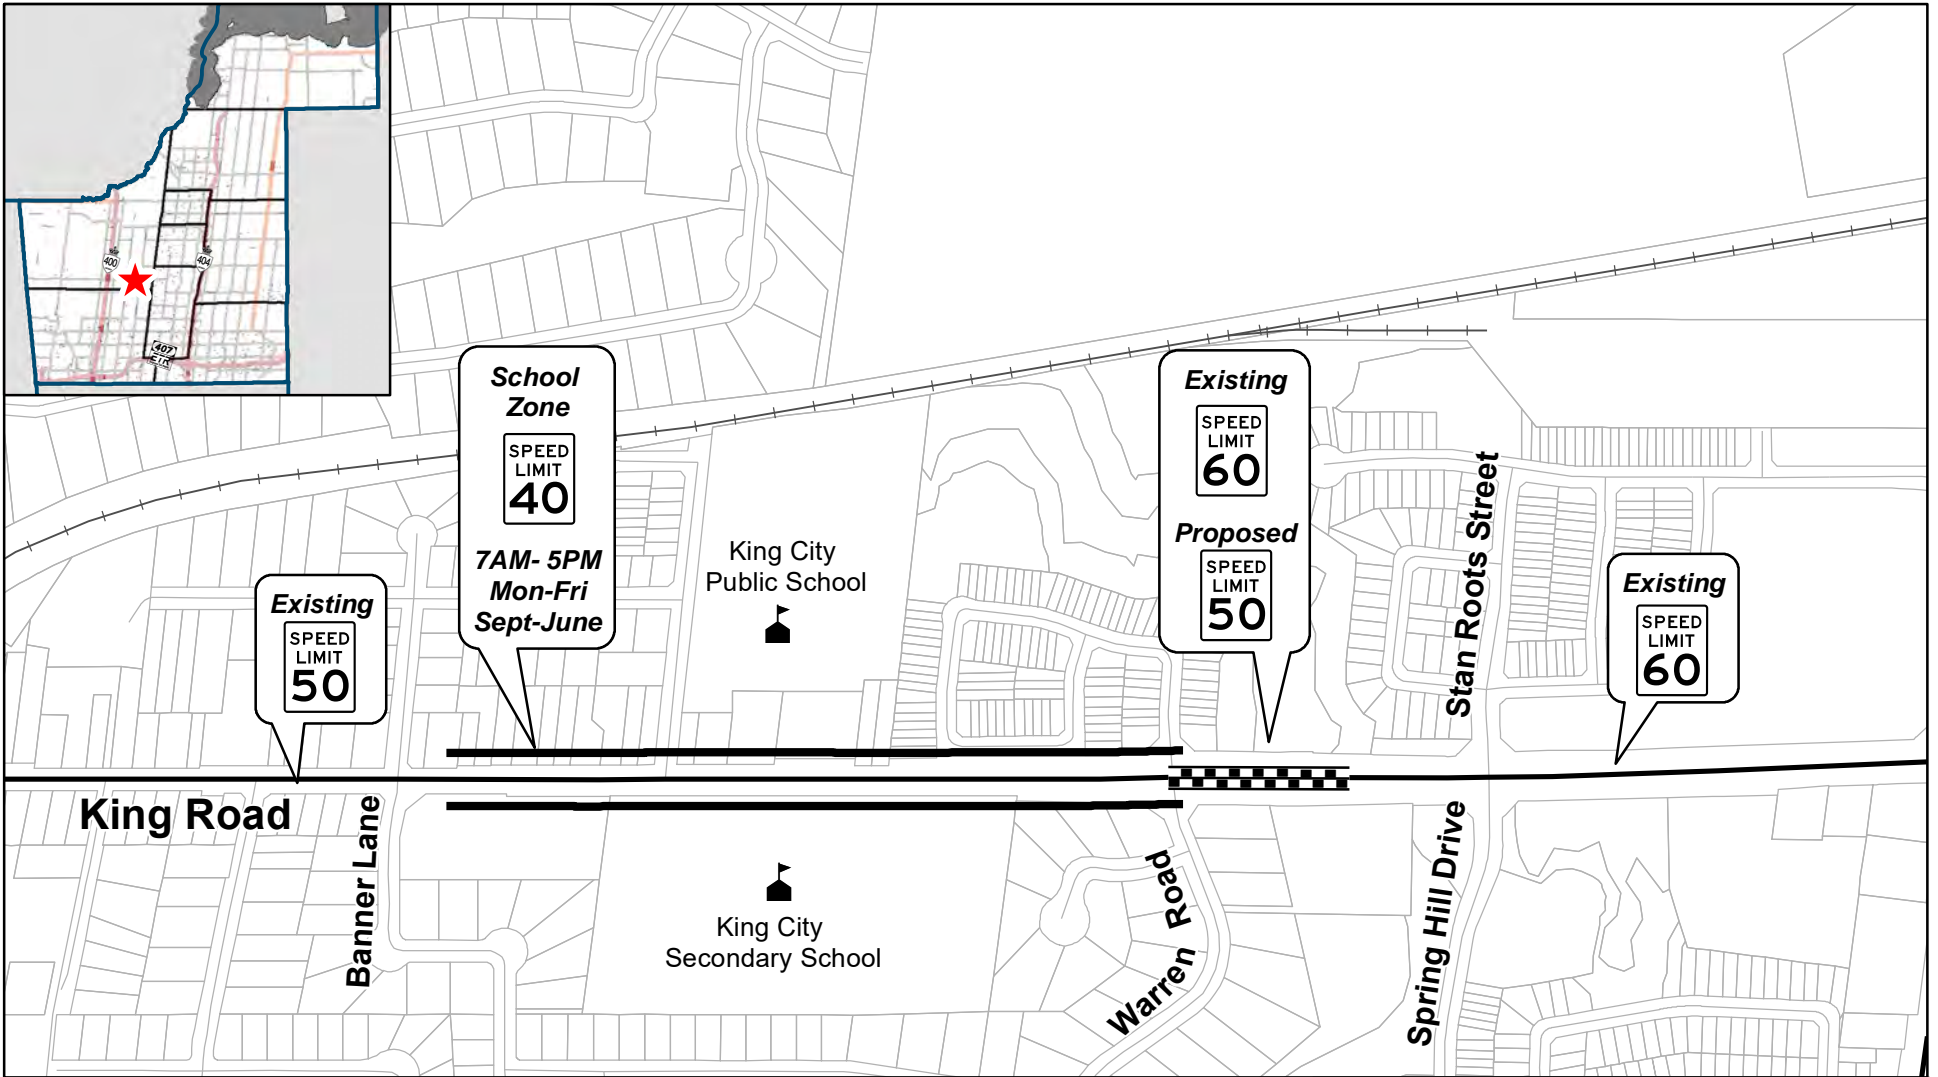 400
404
407
ETR
School
Zone
SPEED
LIMIT
40
7AM- 5PM
Mon-Fri
Sept-June
Existing
SPEED
LIMIT
60
Proposed
SPEED
LIMIT
50
Existing
SPEED
LIMIT
50
King City
Public School
Stan Roots Street
Existing
SPEED
LIMIT
60
King Road
Banner Lane
King City
Secondary School
Warren Road
Spring Hill Drive